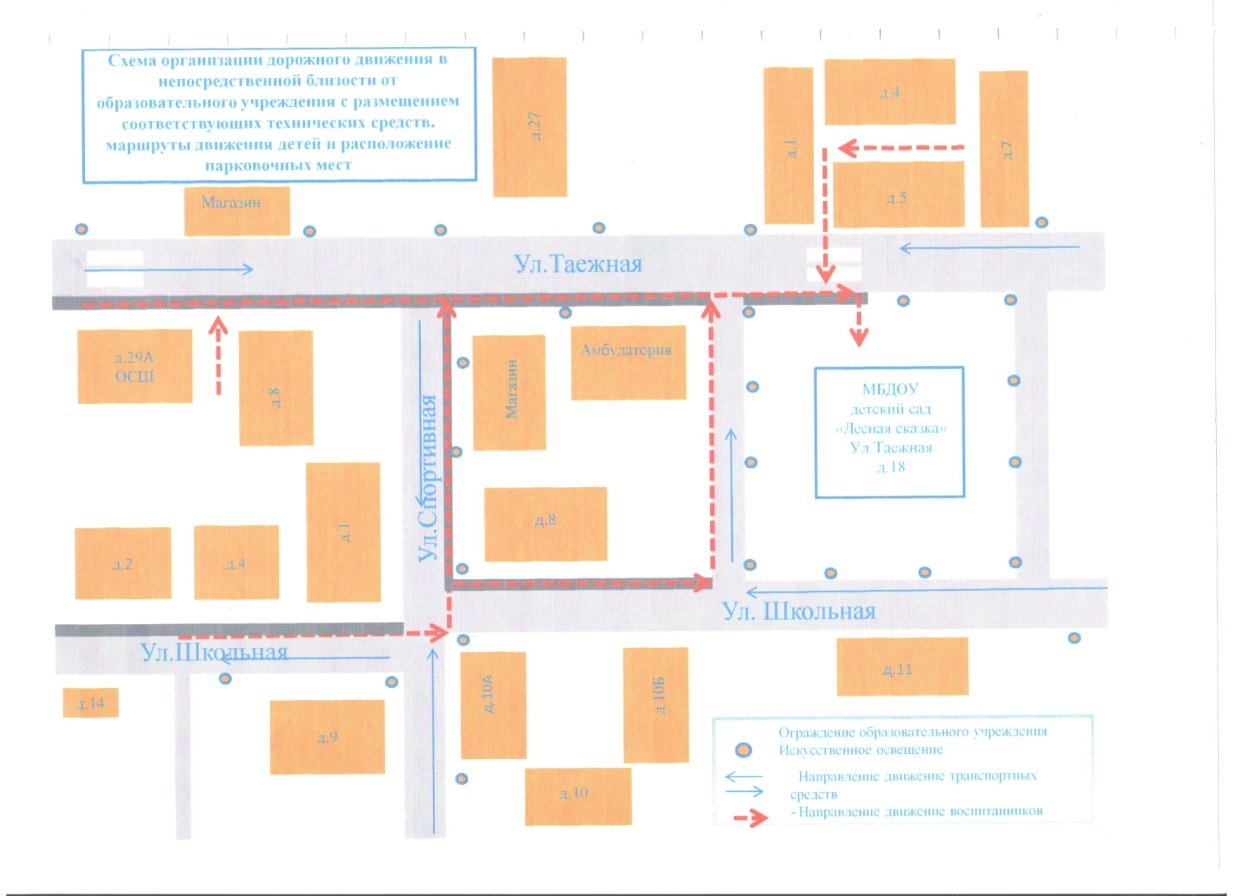 Схема организации дорожного движения в
непосредственной близости от
образовательного учреждения с размещением
соответствующих технических средств,
маршруты движения детей и расположение
парковочных мест
д.27
д.1
д.4
д.7
д.5
Магазин
Ул.Таежная
д.29А
ОСШ
д.8
Ул.Спортивная
Магазин
Амбулатория
МБДОУ
детский сад
«Лесная сказка»
Ул.Таежная
д.18
д.2
д.4
д.1
д.8
Ул. Школьная
Ул.Школьная
д.14
д.9
д.10А
д.10Б
д.10
д.11
Ограждение образовательного учреждения
Искусственное освещение
Направление движение транспортных
средств
- Направление движение воспитанников